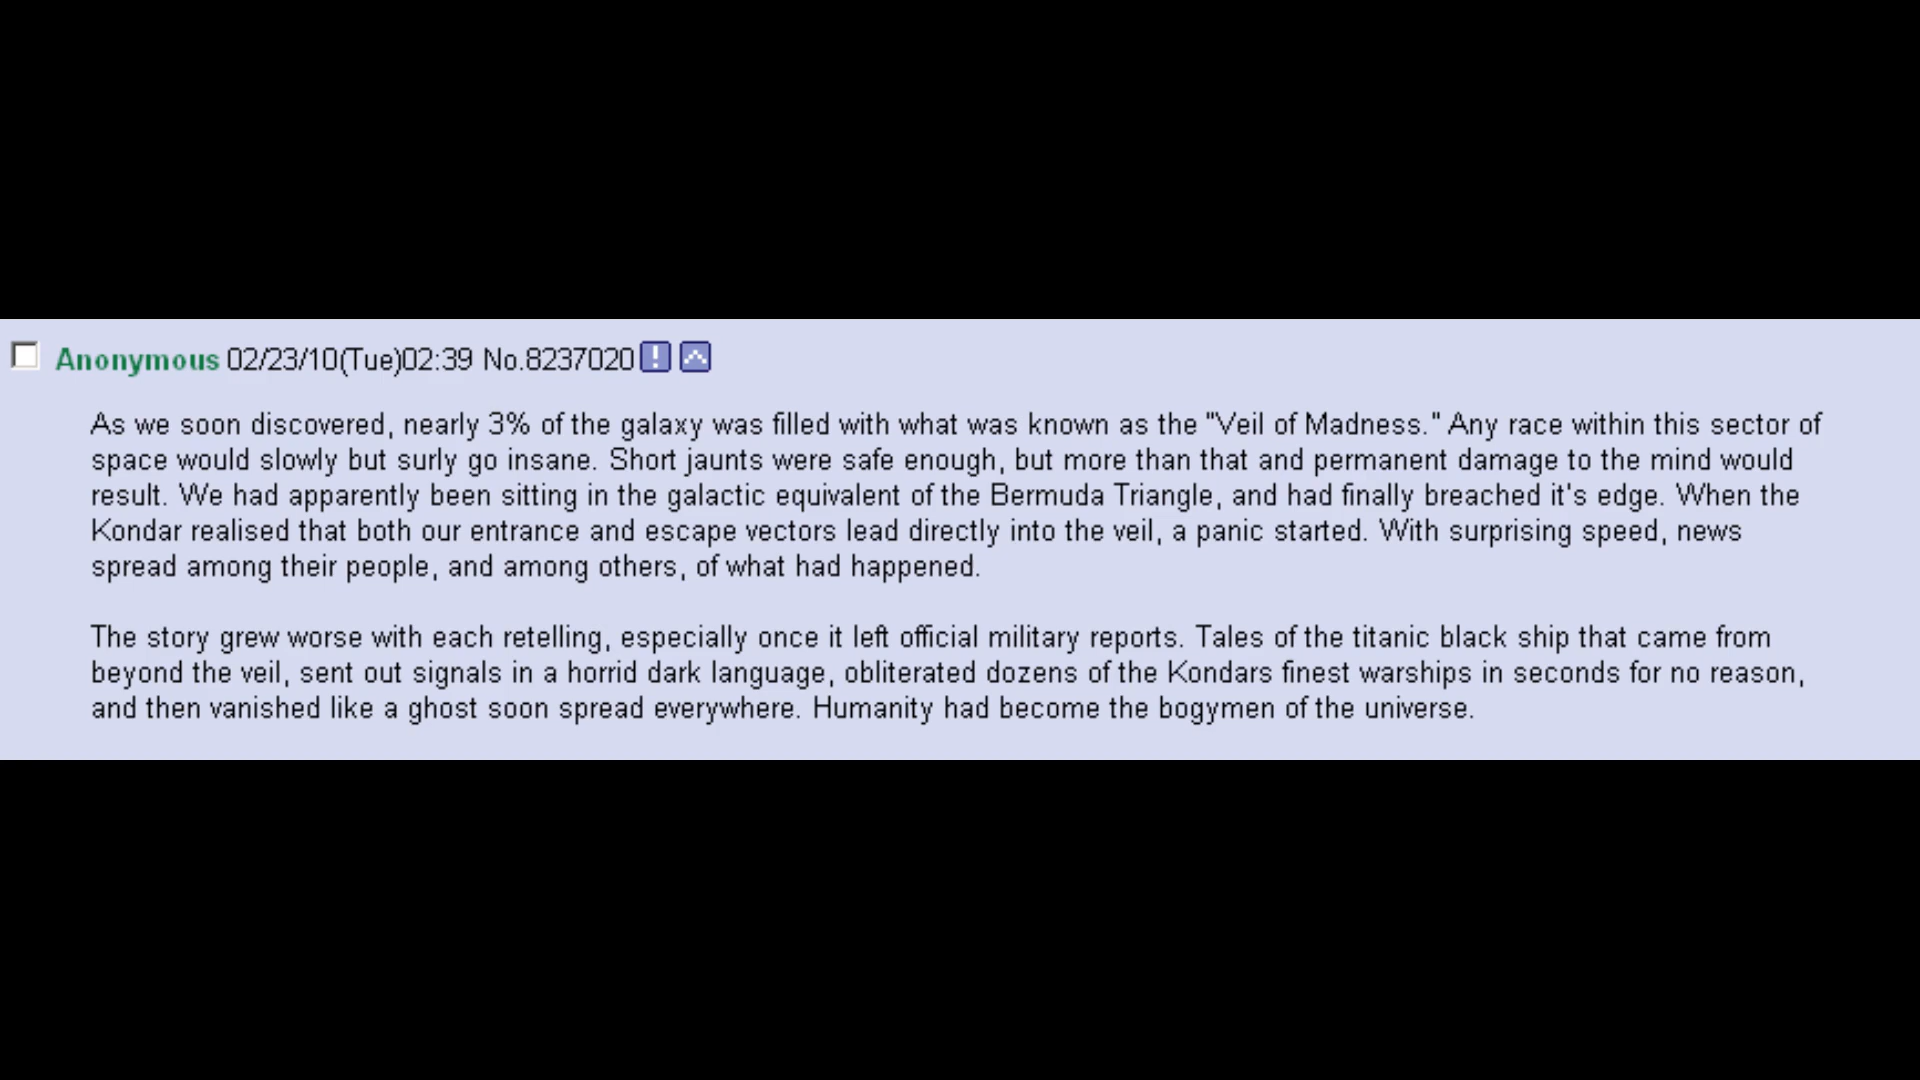 Anonymous 02/23/10(Tue)02:39 No.8237020
As we soon discovered, nearly 3% of the galaxy was filled with what was known as the "Veil of Madness." Any race within this sector of
space would slowly but surly go insane. Short jaunts were safe enough, but more than that and permanent damage to the mind would
result. We had apparently been sitting in the galactic equivalent of the Bermuda Triangle, and had finally breached it's edge. When the
Kondar realised that both our entrance and escape vectors lead directly into the veil, a panic started. With surprising speed, news
spread among their people, and among others, of what had happened.
The story grew worse with each retelling, especially once it left official military reports. Tales of the titanic black ship that came from
beyond the veil, sent out signals in a horrid dark language, obliterated dozens of the Kondars finest warships in seconds for no reason,
and then vanished like a ghost soon spread everywhere. Humanity had become the bogymen of the universe.